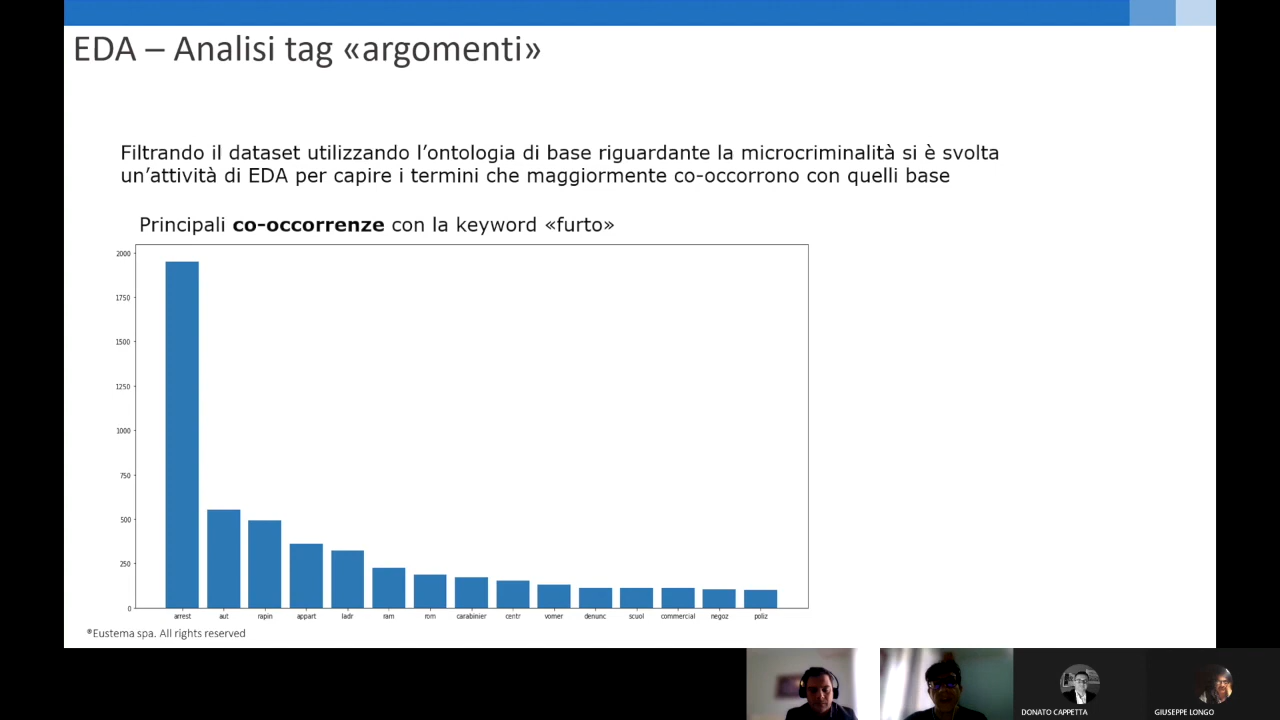 EDA – Analisi tag «argomenti»
Filtrando il dataset utilizzando l’ontologia di base riguardante la microcriminalità si è svolta
un’attività di EDA per capire i termini che maggiormente co-occorrono con quelli base
Principali co-occorrenze con la keyword «furto»
2000
1750
1500
1250
1000
750
500
250
0
arrest aut rapin appart ladr ram rom carabinier centr vomer denunc scuol commercial negoz poliz
®Eustema spa. All rights reserved
DONATO CAPPETTA GIUSEPPE LONGO